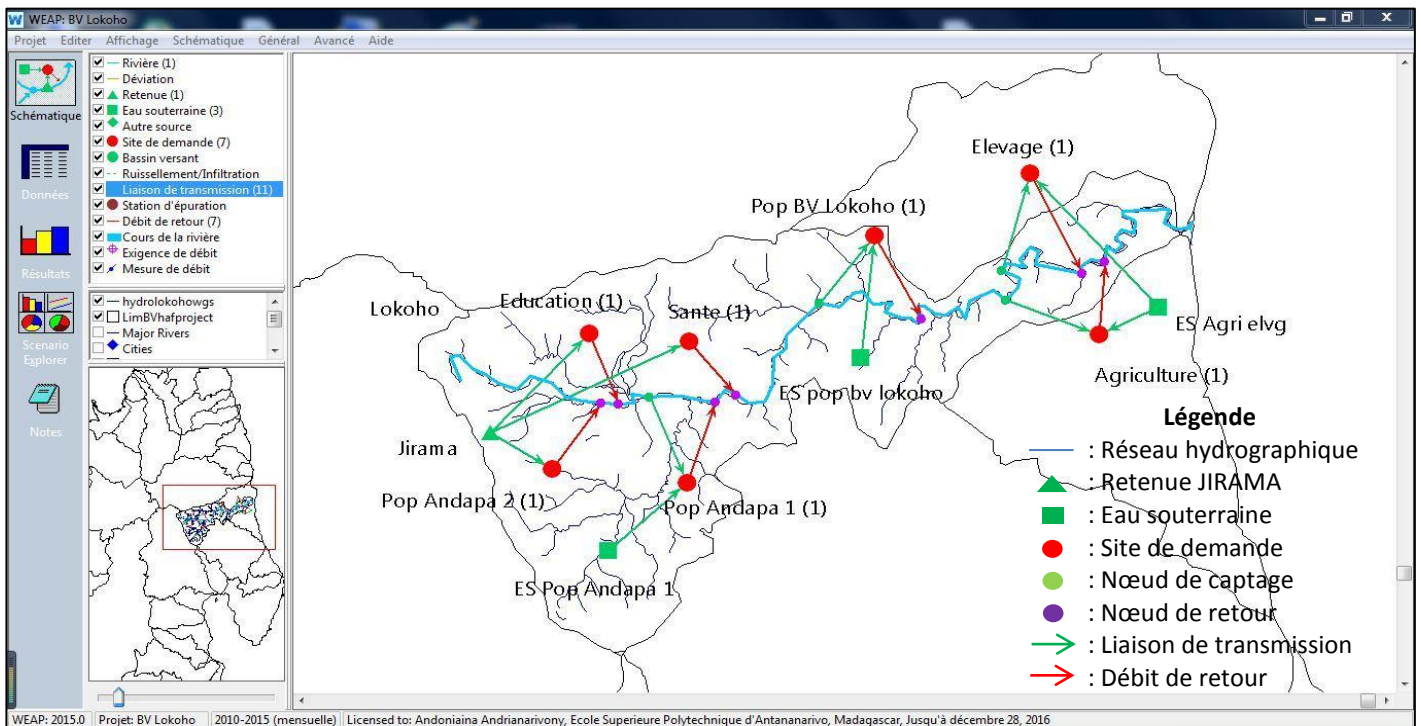 WEAP: BV Lokoho
Projet Editer Affichage Schématique Général Avancé Aide
Schématique
Données
Résultats
Scenario
Explorer
Notes
Rivière (1)
Déviation
Retenue (1)
Eau souterraine (3)
Autre source
Site de demande (7)
Bassin versant
Ruissellement/Infiltration
Liaison de transmission (11)
Station d'épuration
Débit de retour (7)
Cours de la rivière
Exigence de débit
Mesure de débit
hydrolokohowgs
LimBVhafproject
Major Rivers
Cities
Elevage (1)
Pop BV Lokoho (1)
Lokoho
Education (1)
Sante (1)
ES Agri elvg
Agriculture (1)
ES pop bv lokoho
Jirama
Pop Andapa 2 (1)
Pop Andapa 1 (1)
ES Pop Andapa 1
Légende
: Réseau hydrographique
: Retenue JIRAMA
: Eau souterraine
: Site de demande
: Nœud de captage
: Nœud de retour
: Liaison de transmission
: Débit de retour
WEAP: 2015.0 Projet: BV Lokoho 2010-2015 (mensuelle) Licensed to: Andoniaina Andrianarivony, Ecole Superieure Polytechnique d'Antananarivo, Madagascar, Jusqu'à décembre 28, 2016